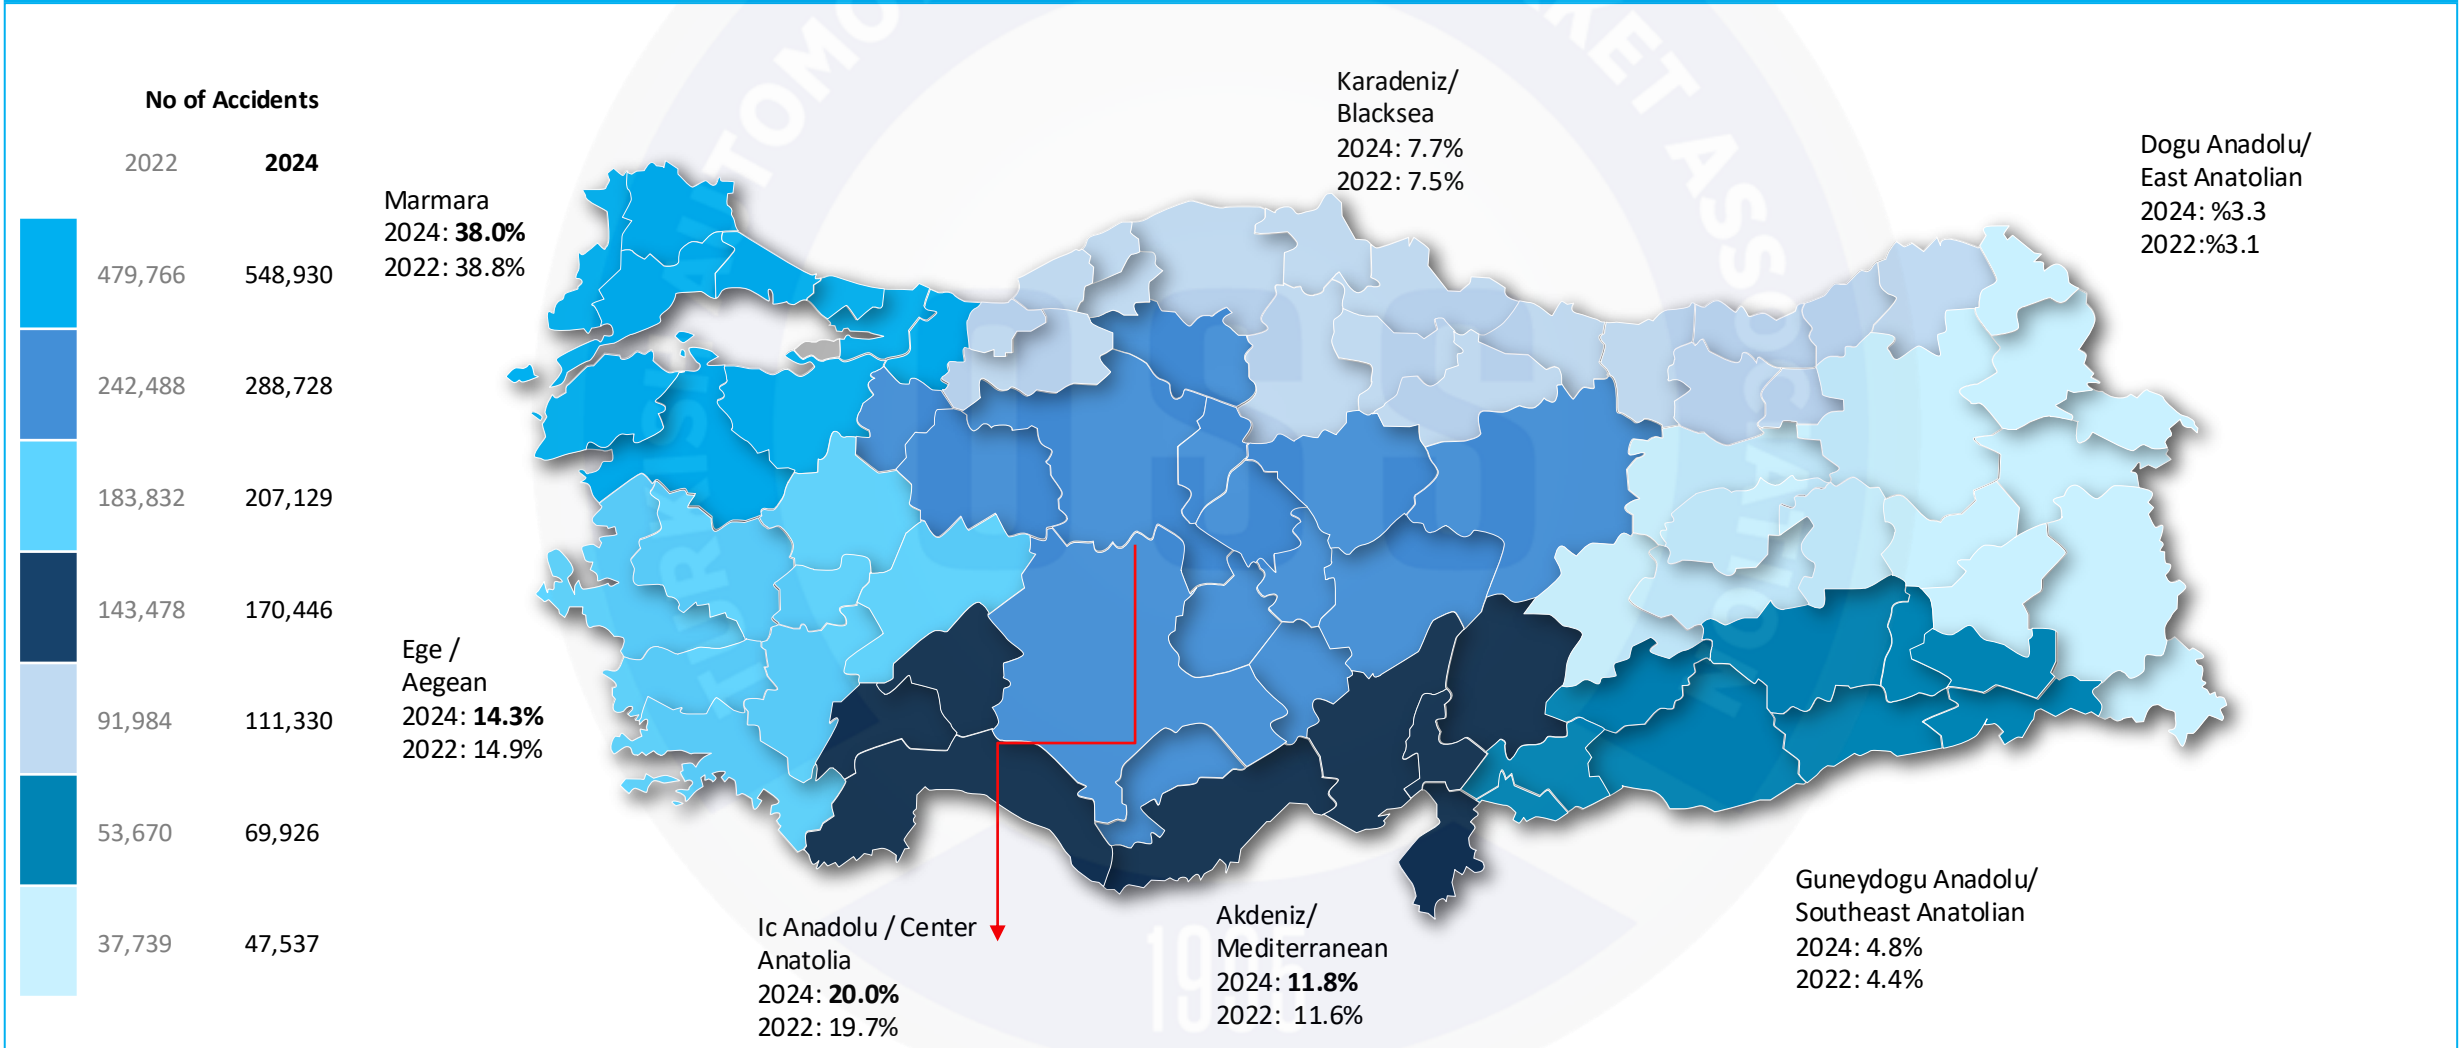 No of Accidents
2022 2024
479,766 548,930
242,488 288,728
183,832 207,129
143,478 170,446
91,984 111,330
53,670 69,926
37,739 47,537
Marmara
2024: 38.0%
2022: 38.8%
Karadeniz/
Blacksea
2024: 7.7%
2022: 7.5%
Dogu Anadolu/
East Anatolian
2024: %3.3
2022:%3.1
Ege /
Aegean
2024: 14.3%
2022: 14.9%
Ic Anadolu / Center
Anatolia
2024: 20.0%
2022: 19.7%
Akdeniz/
Mediterranean
2024: 11.8%
2022: 11.6%
Guneydogu Anadolu/
Southeast Anatolian
2024: 4.8%
2022: 4.4%
OSS